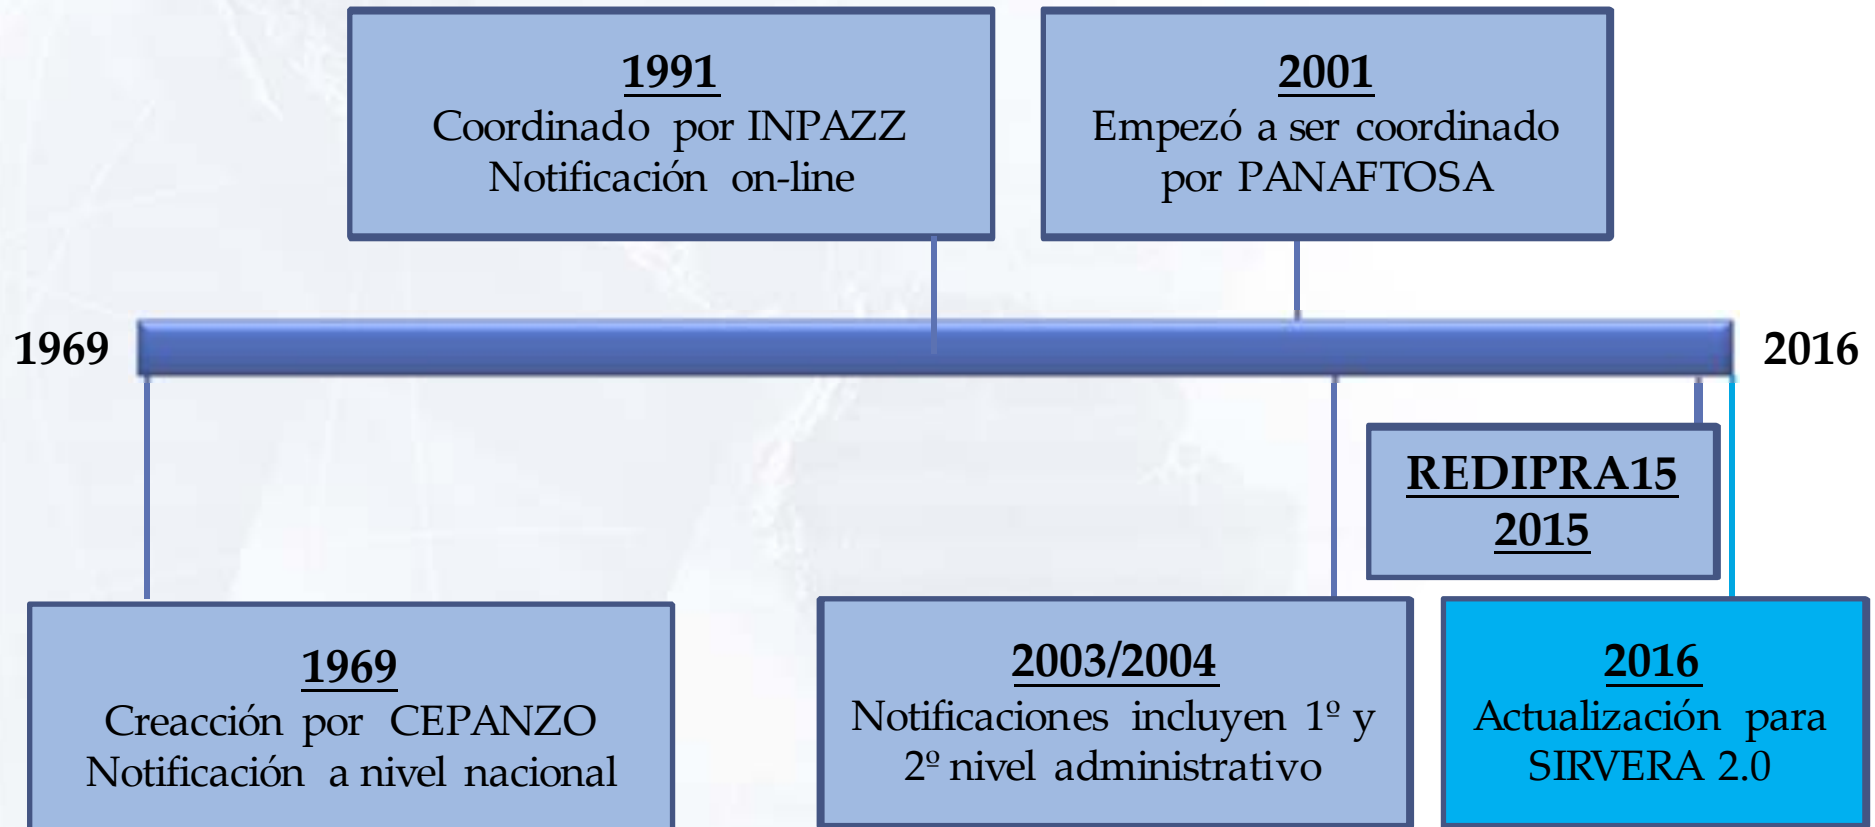 1991
Coordinado por INPAZZ
Notificación on-line
2001
Empezó a ser coordinado
por PANAFTOSA
1969
2016
REDIPRA15
2015
1969
Creacción por CEPANZO
Notificación a nivel nacional
2003/2004
Notificaciones incluyen 1º y
2º nivel administrativo
2016
Actualización para
SIRVERA 2.0